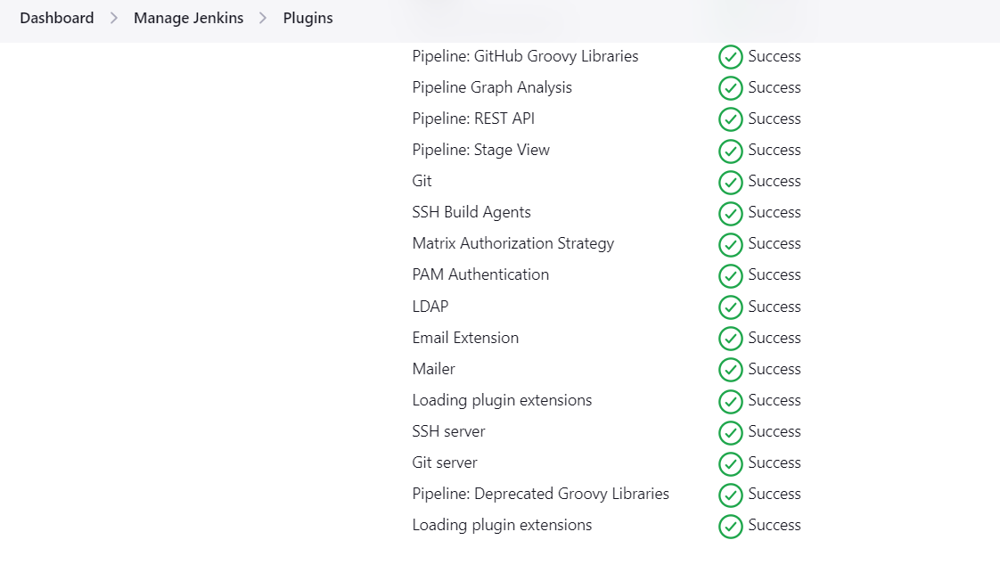 Dashboard > Manage Jenkins > Plugins
Pipeline: GitHub Groovy Libraries Success
Pipeline Graph Analysis Success
Pipeline: REST API Success
Pipeline: Stage View Success
Git Success
SSH Build Agents Success
Matrix Authorization Strategy Success
PAM Authentication Success
LDAP Success
Email Extension Success
Mailer Success
Loading plugin extensions Success
SSH server Success
Git server Success
Pipeline: Deprecated Groovy Libraries Success
Loading plugin extensions Success